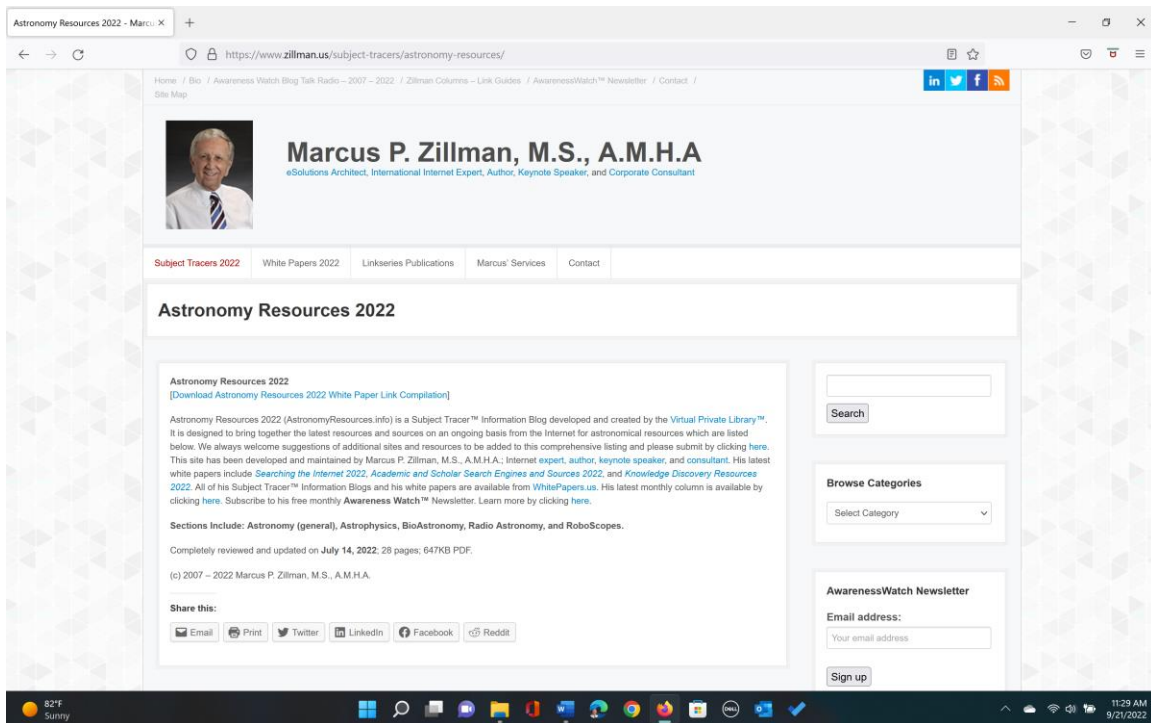 Astronomy Resources 2022 - Marcu
https://www.zillman.us/subject-tracers/astronomy-resources/
Home / Bio / Awareness Watch Blog Talk Radio – 2007 – 2022 / Zillman Columns – Link Guides / AwarenessWatch™ Newsletter / Contact /
Site Map
Marcus P. Zillman, M.S., A.M.H.A
eSolutions Architect, International Internet Expert, Author, Keynote Speaker, and Corporate Consultant
Subject Tracers 2022 White Papers 2022 Linkseries Publications Marcus' Services Contact
Astronomy Resources 2022
Astronomy Resources 2022
[Download Astronomy Resources 2022 White Paper Link Compilation]
Astronomy Resources 2022 (AstronomyResources.info) is a Subject Tracer™ Information Blog developed and created by the Virtual Private Library™.
It is designed to bring together the latest resources and sources on an ongoing basis from the Internet for astronomical resources which are listed
below. We always welcome suggestions of additional sites and resources to be added to this comprehensive listing and please submit by clicking here.
This site has been developed and maintained by Marcus P. Zillman, M.S., A.M.H.A.; Internet expert, author, keynote speaker, and consultant. His latest
white papers include Searching the Internet 2022, Academic and Scholar Search Engines and Sources 2022, and Knowledge Discovery Resources
2022. All of his Subject Tracer™ Information Blogs and his white papers are available from WhitePapers.us. His latest monthly column is available by
clicking here. Subscribe to his free monthly Awareness Watch™ Newsletter. Learn more by clicking here.
Sections Include: Astronomy (general), Astrophysics, BioAstronomy, Radio Astronomy, and RoboScopes.
Completely reviewed and updated on July 14, 2022; 28 pages; 647KB PDF.
(c) 2007 – 2022 Marcus P. Zillman, M.S., A.M.H.A.
Share this:
Email Print Twitter LinkedIn Facebook Reddit
Search
Browse Categories
Select Category
AwarenessWatch Newsletter
Email address:
Your email address
Sign up
82°F
Sunny
DELL
11:29 AM
9/21/2022